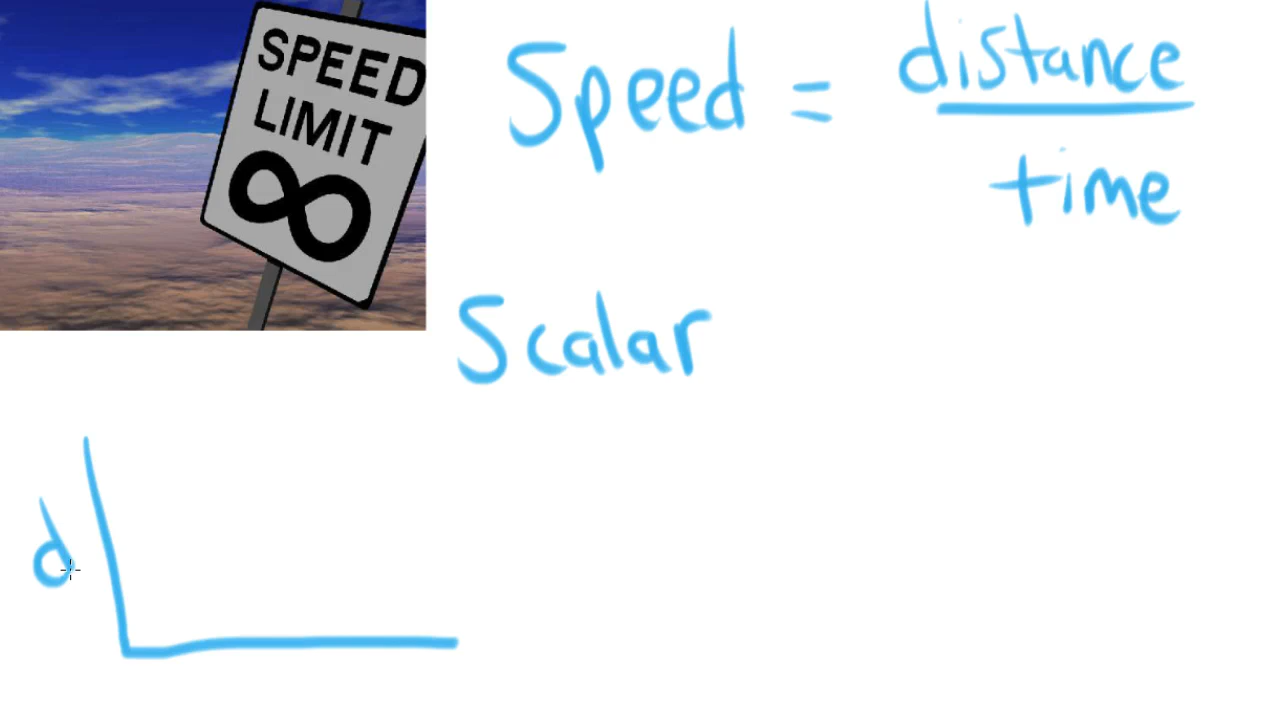 SPEED
LIMIT
∞
Speed = distance
time
Scalar
d